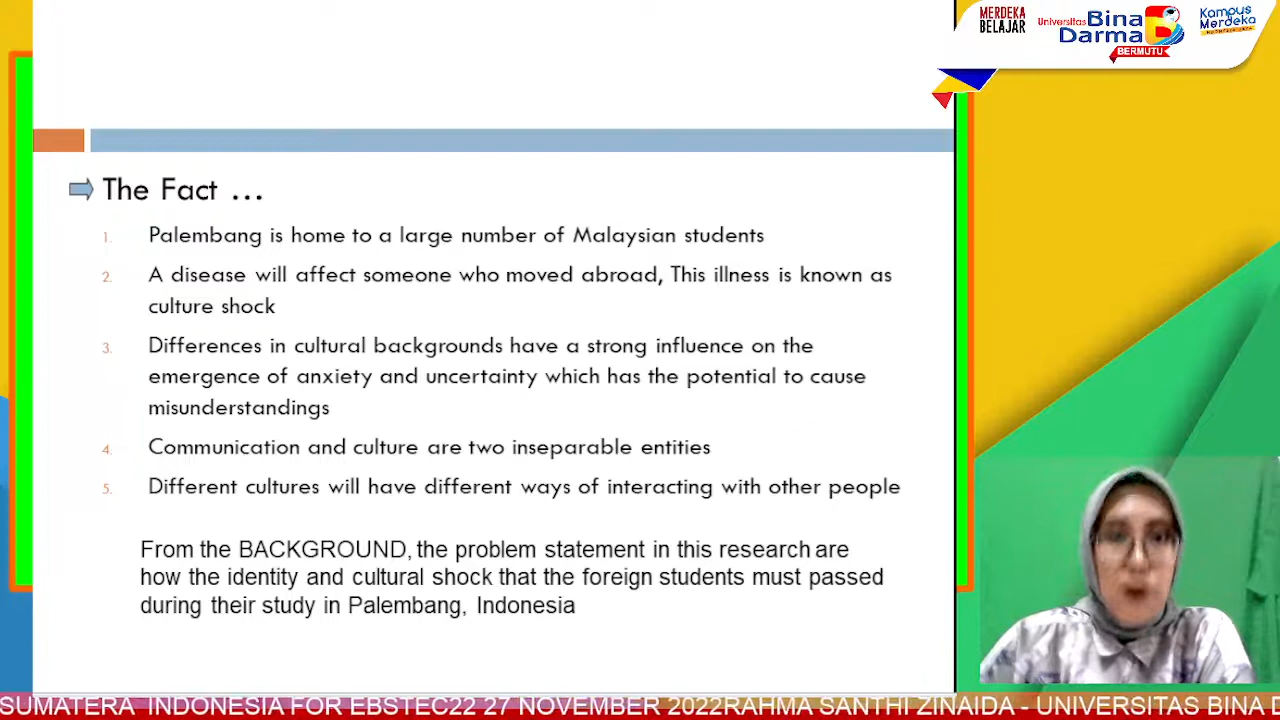 MERDEKA
BELAJAR
Universitas Bina
Darma
BERMUTU
Kampus
Merdeka
The Fact ...
1. Palembang is home to a large number of Malaysian students
2. A disease will affect someone who moved abroad, This illness is known as
culture shock
3. Differences in cultural backgrounds have a strong influence on the
emergence of anxiety and uncertainty which has the potential to cause
misunderstandings
4. Communication and culture are two inseparable entities
5. Different cultures will have different ways of interacting with other people
From the BACKGROUND, the problem statement in this research are
how the identity and cultural shock that the foreign students must passed
during their study in Palembang, Indonesia
SUMATERA INDONESIA FOR EBSTEC22 27 NOVEMBER 2022RAHMA SANTHI ZINAIDA - UNIVERSITAS BINA D